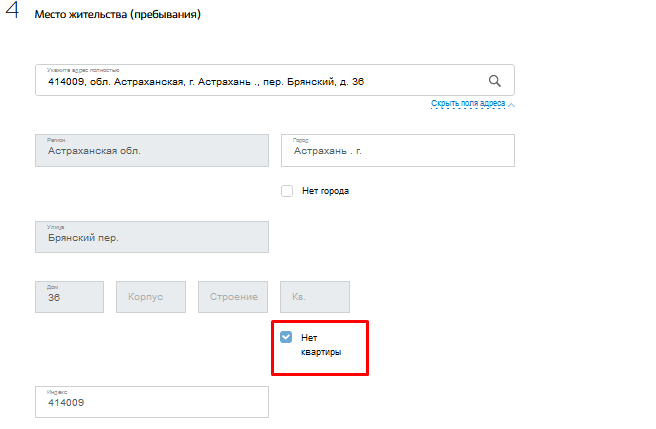 4 Место жительства (пребывания)
Укажите адрес полностью
414009, обл. Астраханская, г. Астрахань ., пер. Брянский, д. 36
Скрыть поля адреса
Регион
Астраханская обл.
Город
Астрахань . г.
Нет города
Улица
Брянский пер.
Дом
36
Корпус
Строение
Кв.
Нет
квартиры
Индекс
414009